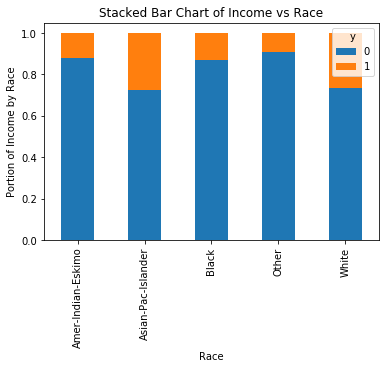 Stacked Bar Chart of Income vs Race
Portion of Income by Race
1.0
0.8
0.6
0.4
0.2
0.0
y
0
1
Amer-Indian-Eskimo
Asian-Pac-Islander
Black
Other
White
Race